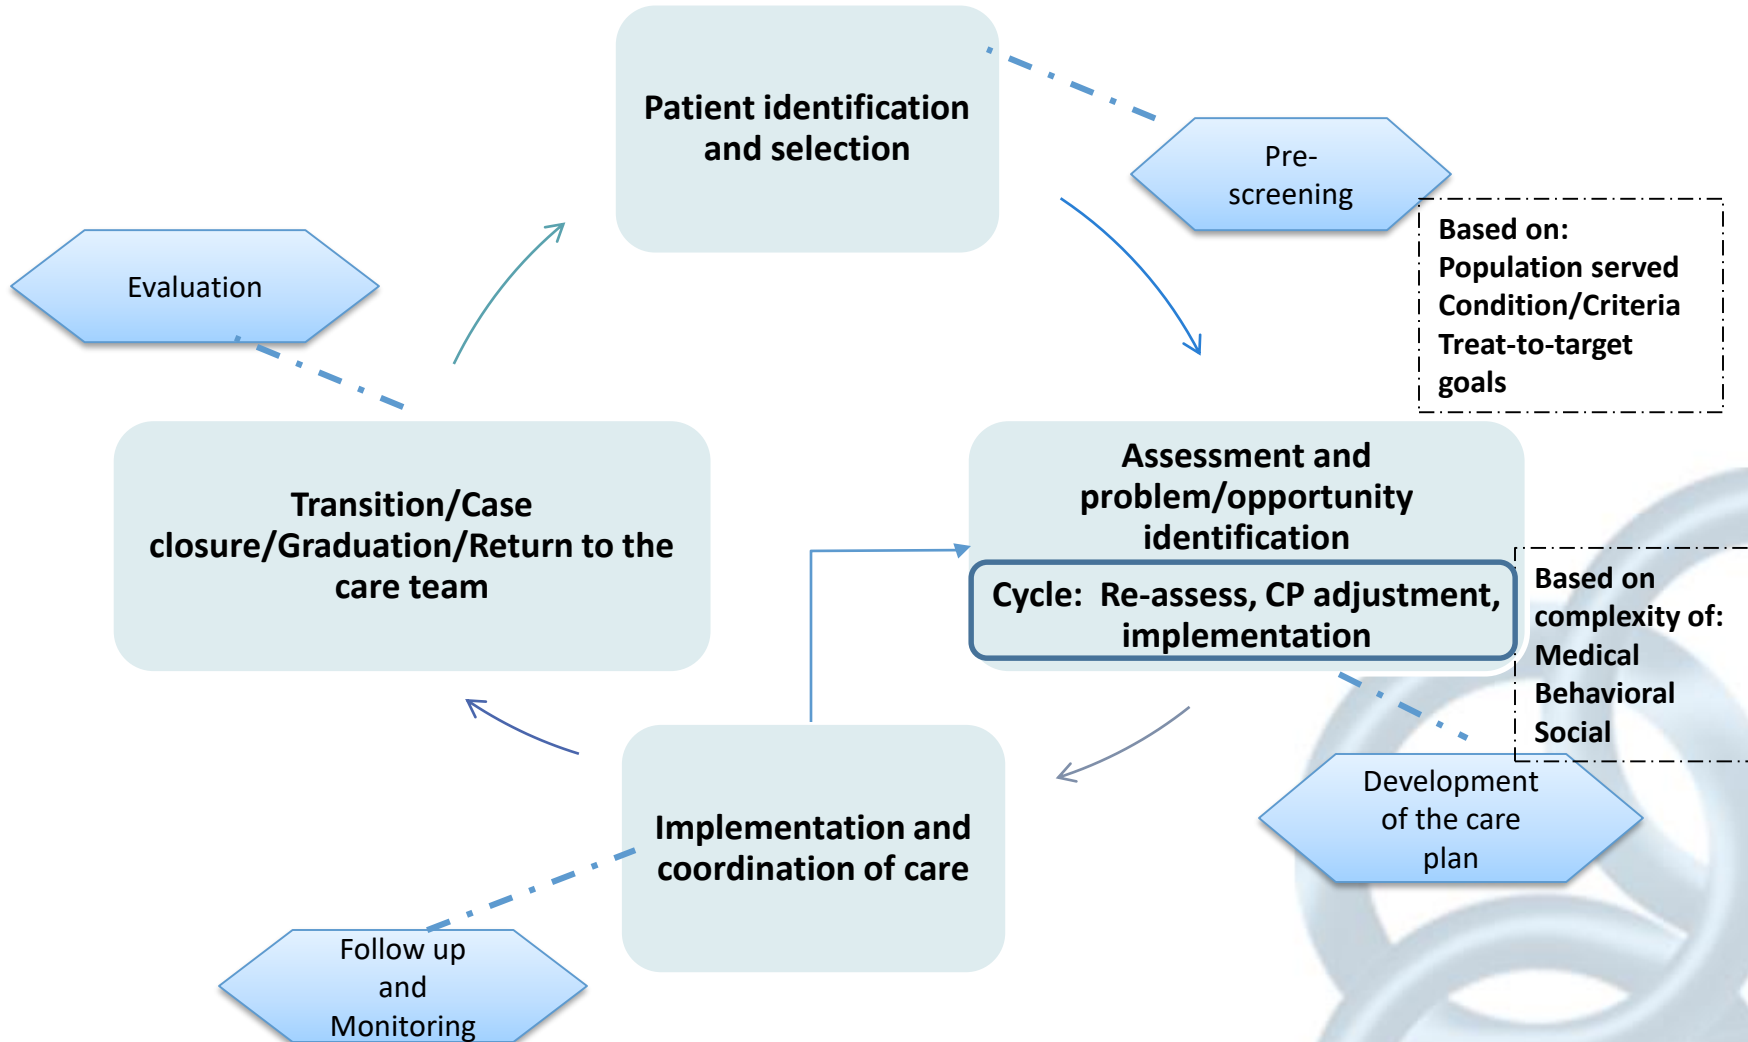 Patient identification
and selection
Pre-
screening
Based on:
Population served
Condition/Criteria
Treat-to-target
goals
Evaluation
Transition/Case
closure/Graduation/Return to the
care team
Assessment and
problem/opportunity
identification
Cycle:  Re-assess, CP adjustment,
implementation
Based on
complexity of:
Medical
Behavioral
Social
Development
of the care
plan
Implementation and
coordination of care
Follow up
and
Monitoring